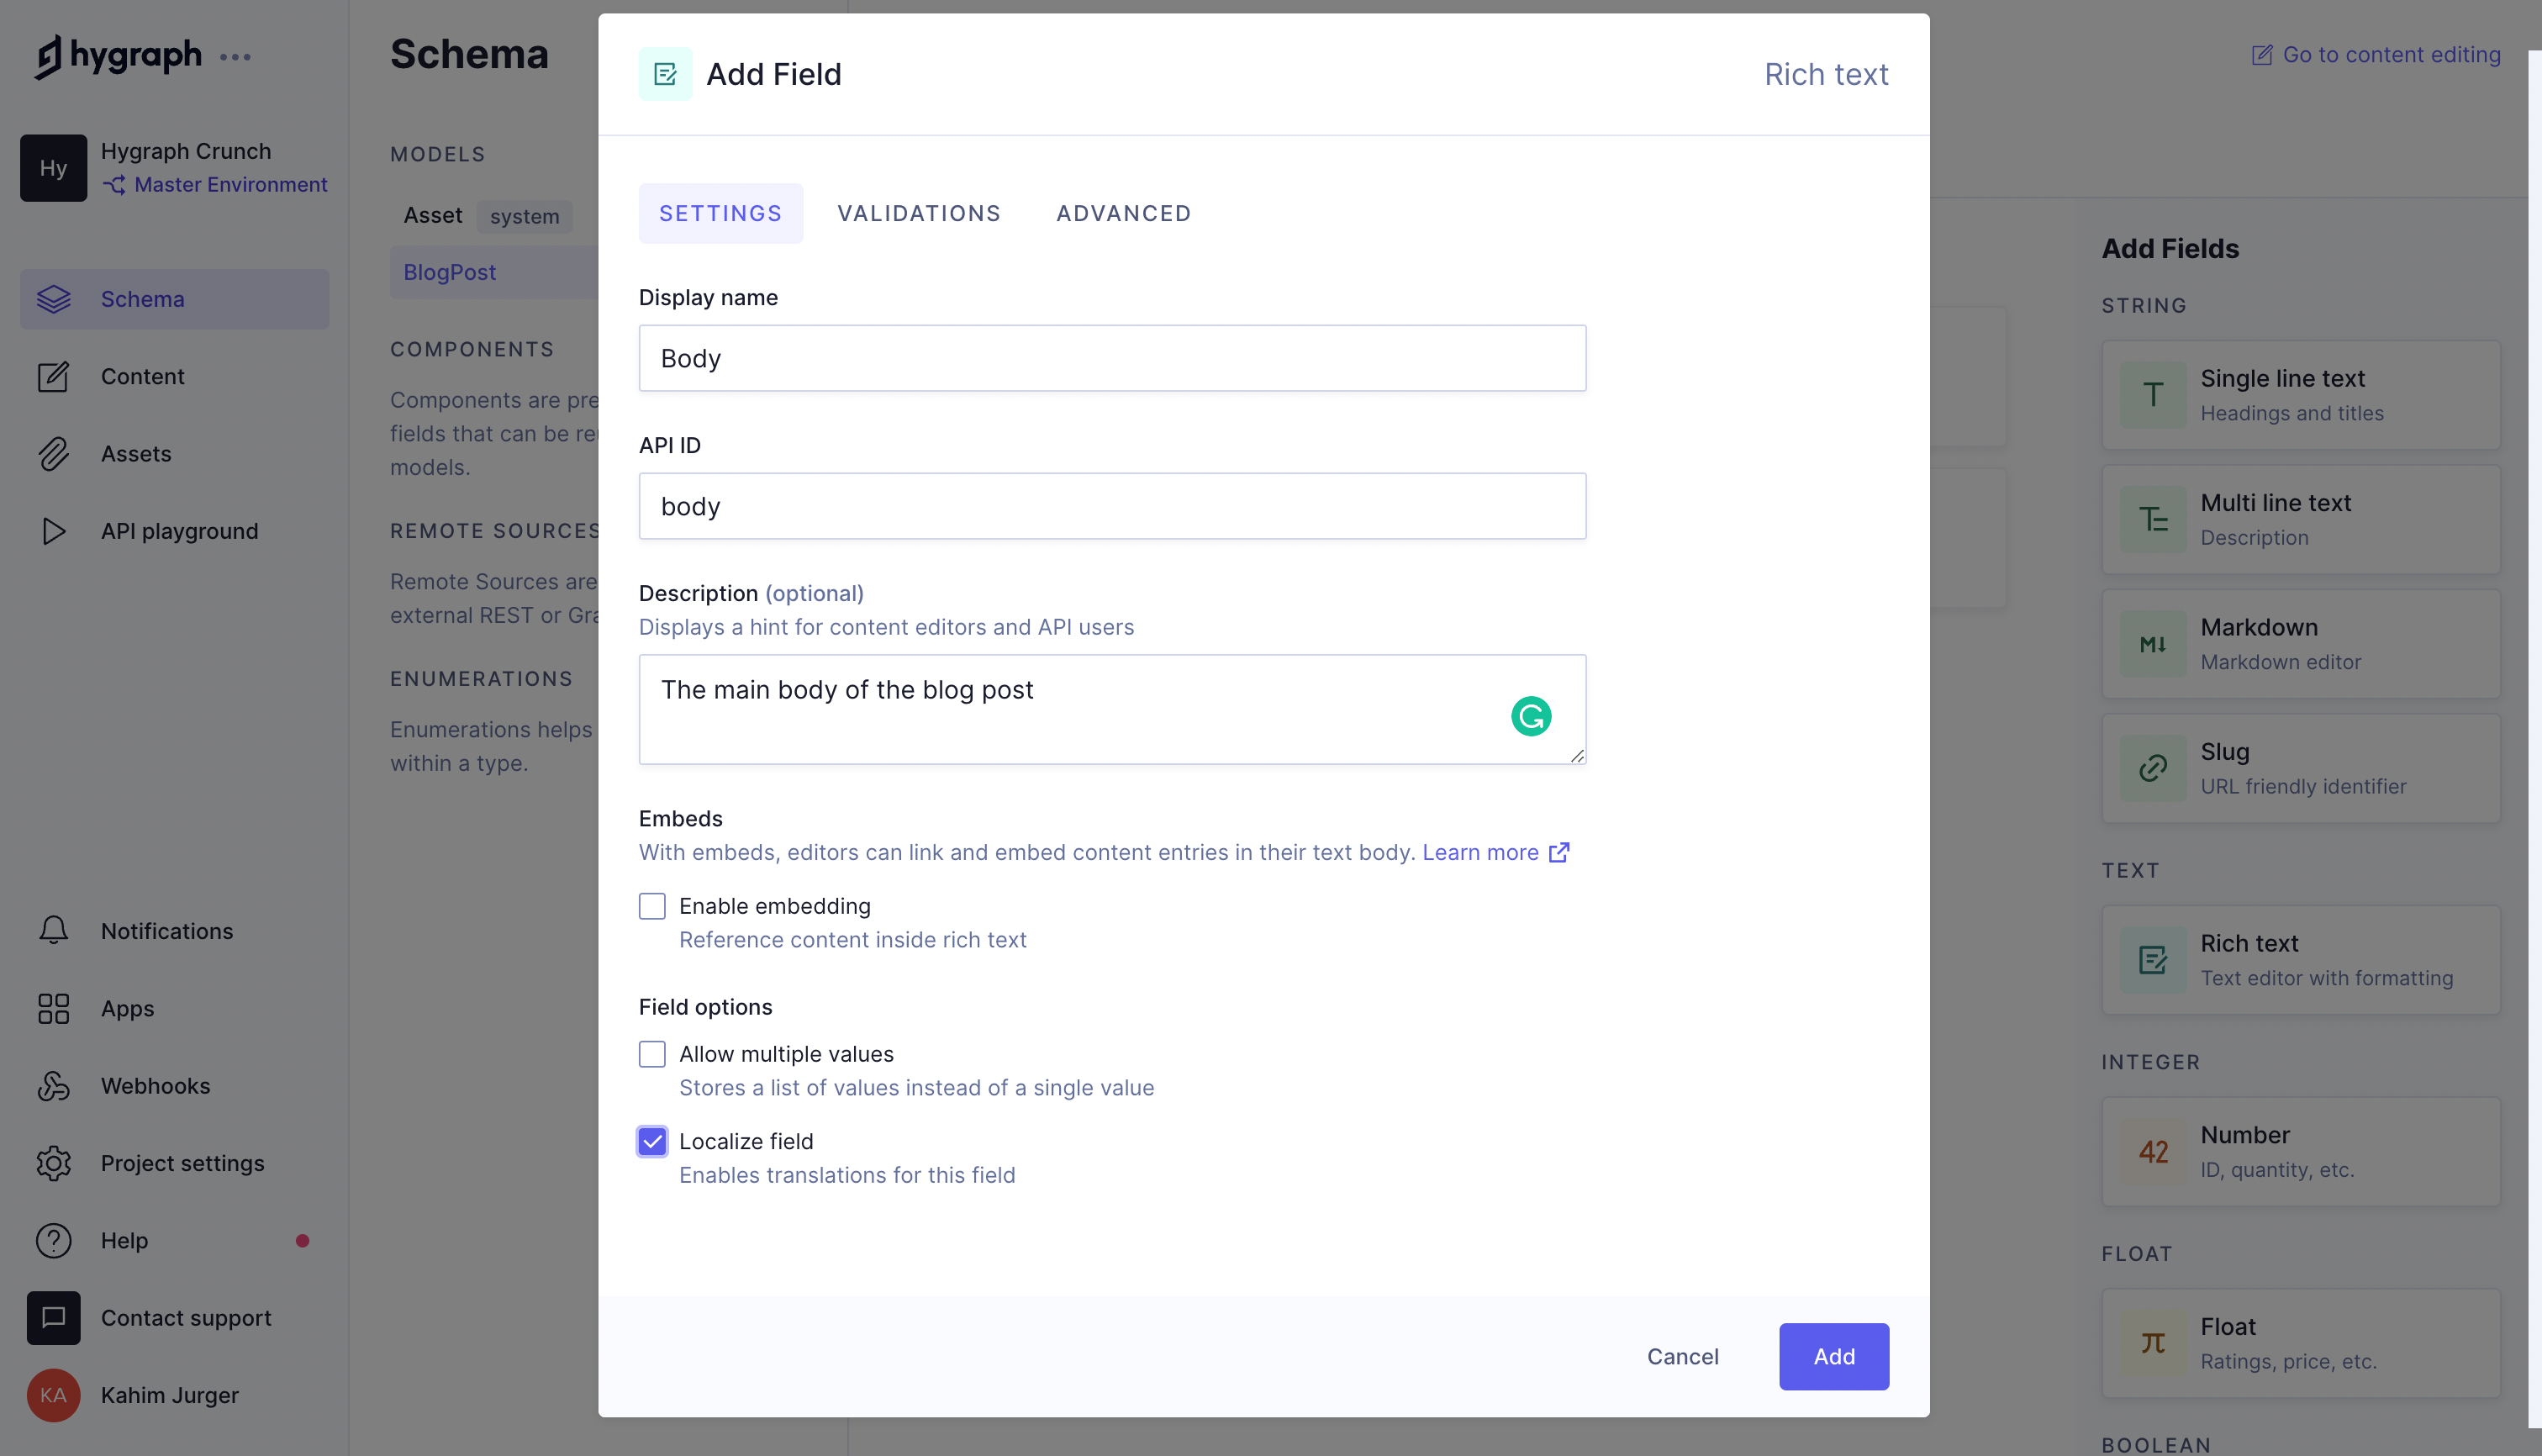 hygraph
Hy
Hygraph Crunch
Master Environment
Schema
Content
Assets
API playground
Notifications
Apps
Webhooks
Project settings
Help
Contact support
KA
Kahim Jurger
Schema
MODELS
Asset system
BlogPost
COMPONENTS
Components are pre
fields that can be re
models.
REMOTE SOURCES
Remote Sources are
external REST or Gra
ENUMERATIONS
Enumerations helps
within a type.
Add Field
Rich text
SETTINGS VALIDATIONS ADVANCED
Display name
Body
API ID
body
Description (optional)
Displays a hint for content editors and API users
The main body of the blog post
Embeds
With embeds, editors can link and embed content entries in their text body. Learn more
Enable embedding
Reference content inside rich text
Field options
Allow multiple values
Stores a list of values instead of a single value
Localize field
Enables translations for this field
Cancel
Add
Go to content editing
Add Fields
STRING
T
Single line text
Headings and titles
Multi line text
Description
M↓
Markdown
Markdown editor
Slug
URL friendly identifier
TEXT
Rich text
Text editor with formatting
INTEGER
42
Number
ID, quantity, etc.
FLOAT
π
Float
Ratings, price, etc.
BOOLEAN